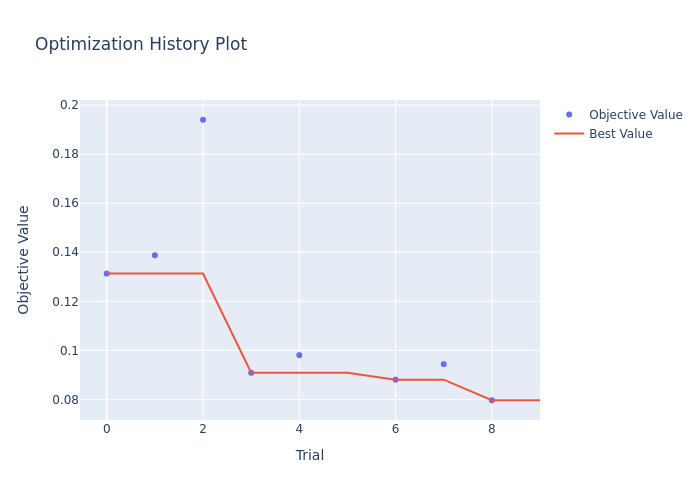 Optimization History Plot
Objective Value
Best Value
0.2
0.18
0.16
0.14
0.12
0.1
0.08
Objective Value
0
2
4
6
8
Trial